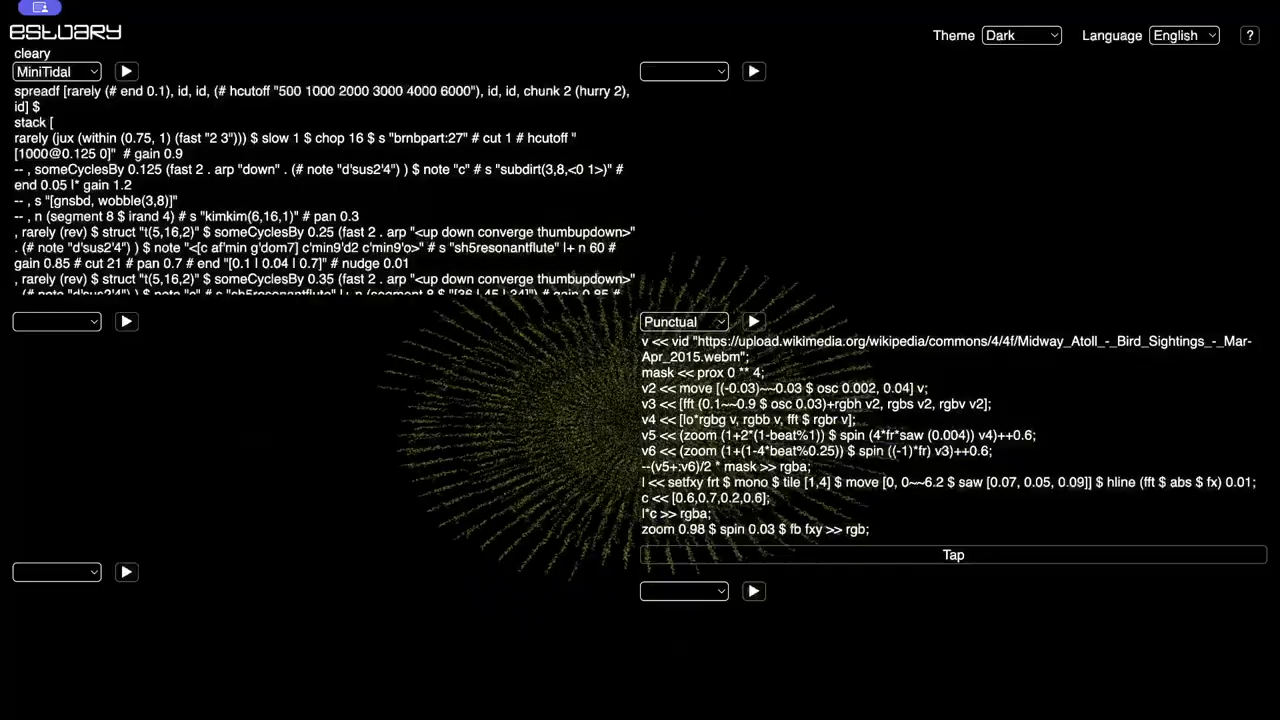 ESTUARY
Theme Dark Language English ?
cleary
MiniTidal
spreadf [rarely (# end 0.1), id, id, (# hcutoff "500 1000 2000 3000 4000 6000"), id, id, chunk 2 (hurry 2),
id] $
stack [
rarely (jux (within (0.75, 1) (fast "2 3"))) $ slow 1 $ chop 16 $ s "brnbpart:27" # cut 1 # hcutoff "
[1000@0.125 0]"  # gain 0.9
-- , someCyclesBy 0.125 (fast 2 . arp "down" . (# note "d'sus2'4") ) $ note "c" # s "subdirt(3,8,<0 1>)" #
end 0.05 |* gain 1.2
-- , s "[gnsbd, wobble(3,8)]"
-- , n (segment 8 $ irand 4) # s "kimkim(6,16,1)" # pan 0.3
, rarely (rev) $ struct "t(5,16,2)" $ someCyclesBy 0.25 (fast 2 . arp "<up down converge thumbupdown>"
. (# note "d'sus2'4") ) $ note "<[c af'min g'dom7] c'min9'd2 c'min9'o>" # s "sh5resonantflute" |+ n 60 #
gain 0.85 # cut 21 # pan 0.7 # end "[0.1 | 0.04 | 0.7]" # nudge 0.01
, rarely (rev) $ struct "t(5,16,2)" $ someCyclesBy 0.35 (fast 2 . arp "<up down converge thumbupdown>"
. (# note "d'sus2'4") ) $ note "c" # s "sh5resonantflute" |+ n (segment 8 $ "[36 | 45 | 34]") # gain 0.85 #
Punctual
v << vid "https://upload.wikimedia.org/wikipedia/commons/4/4f/Midway_Atoll_-_Bird_Sightings_-_Mar-
Apr_2015.webm";
mask << prox 0 ** 4;
v2 << move [(-0.03)~~0.03 $ osc 0.002, 0.04] v;
v3 << [fft (0.1~~0.9 $ osc 0.03)+rgbh v2, rgbs v2, rgbv v2];
v4 << [lo*rgbg v, rgbb v, fft $ rgbr v];
v5 << (zoom (1+2*(1-beat%1)) $ spin (4*fr*saw (0.004)) v4)++0.6;
v6 << (zoom (1+(1-4*beat%0.25)) $ spin ((-1)*fr) v3)++0.6;
--(v5+:v6)/2 * mask >> rgba;
l << setfxy frt $ mono $ tile [1,4] $ move [0, 0~~6.2 $ saw [0.07, 0.05, 0.09]] $ hline (fft $ abs $ fx) 0.01;
c << [0.6,0.7,0.2,0.6];
l*c >> rgba;
zoom 0.98 $ spin 0.03 $ fb fxy >> rgb;
Tap